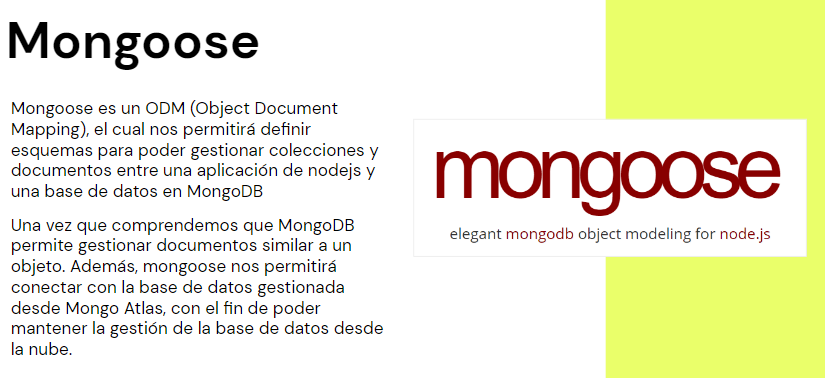 Mongoose
Mongoose es un ODM (Object Document
Mapping), el cual nos permitirá definir
esquemas para poder gestionar colecciones y
documentos entre una aplicación de nodejs y
una base de datos en MongoDB
Una vez que comprendemos que MongoDB
permite gestionar documentos similar a un
objeto. Además, mongoose nos permitirá
conectar con la base de datos gestionada
desde Mongo Atlas, con el fin de poder
mantener la gestión de la base de datos desde
la nube.
mongoose
elegant mongodb object modeling for node.js